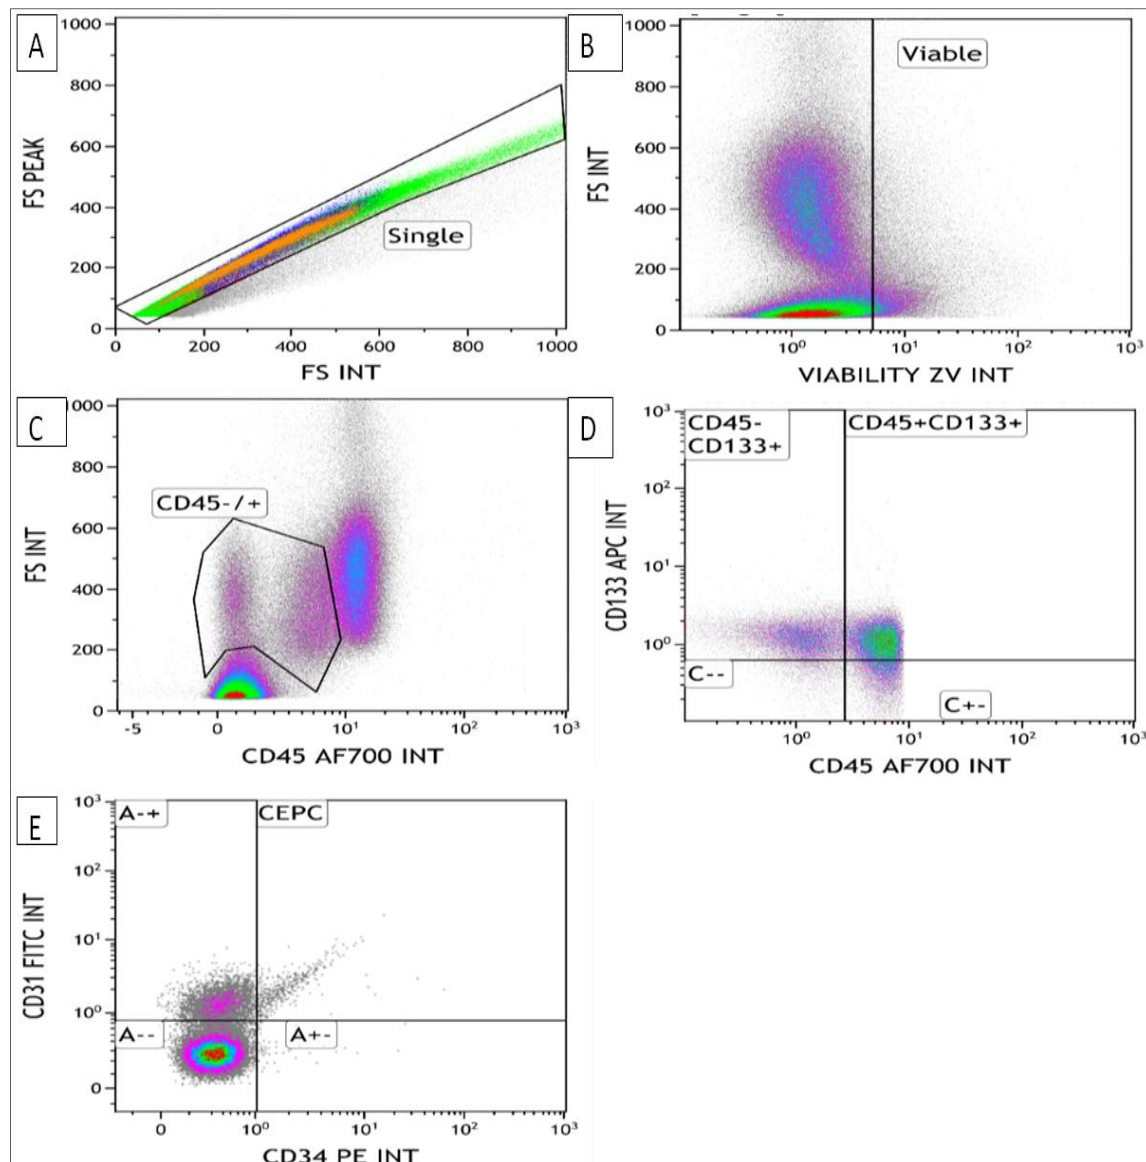 A
1000
800
600
400
200
0
FS PEAK
Single
0 200 400 600 800 1000
FS INT
B
1000
800
600
400
200
0
FS INT
Viable
10⁰ 10¹ 10² 10³
VIABILITY ZV INT
C
1000
800
600
400
200
0
FS INT
CD45-/+
-5 0 10¹ 10² 10³
CD45 AF700 INT
D
10³
10²
10¹
10⁰
CD133 APC INT
CD45-
CD133+
CD45+CD133+
C--
C+-
10⁰ 10¹ 10² 10³
CD45 AF700 INT
E
10³
10²
10¹
10⁰
0
CD31 FITC INT
A-+
CEPC
A--
A+-
0 10⁰ 10¹ 10² 10³
CD34 PE INT